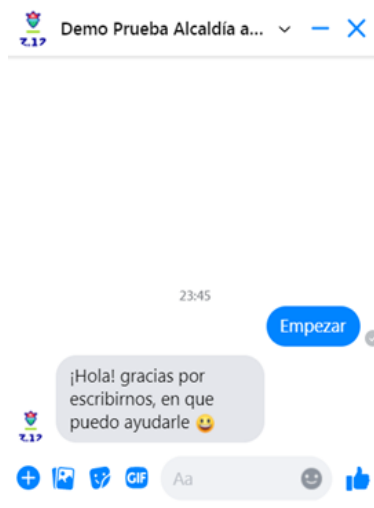 Demo Prueba Alcaldía a...
23:45
Empezar
¡Hola! gracias por
escribirnos, en que
puedo ayudarle 😀
GIF
Aa